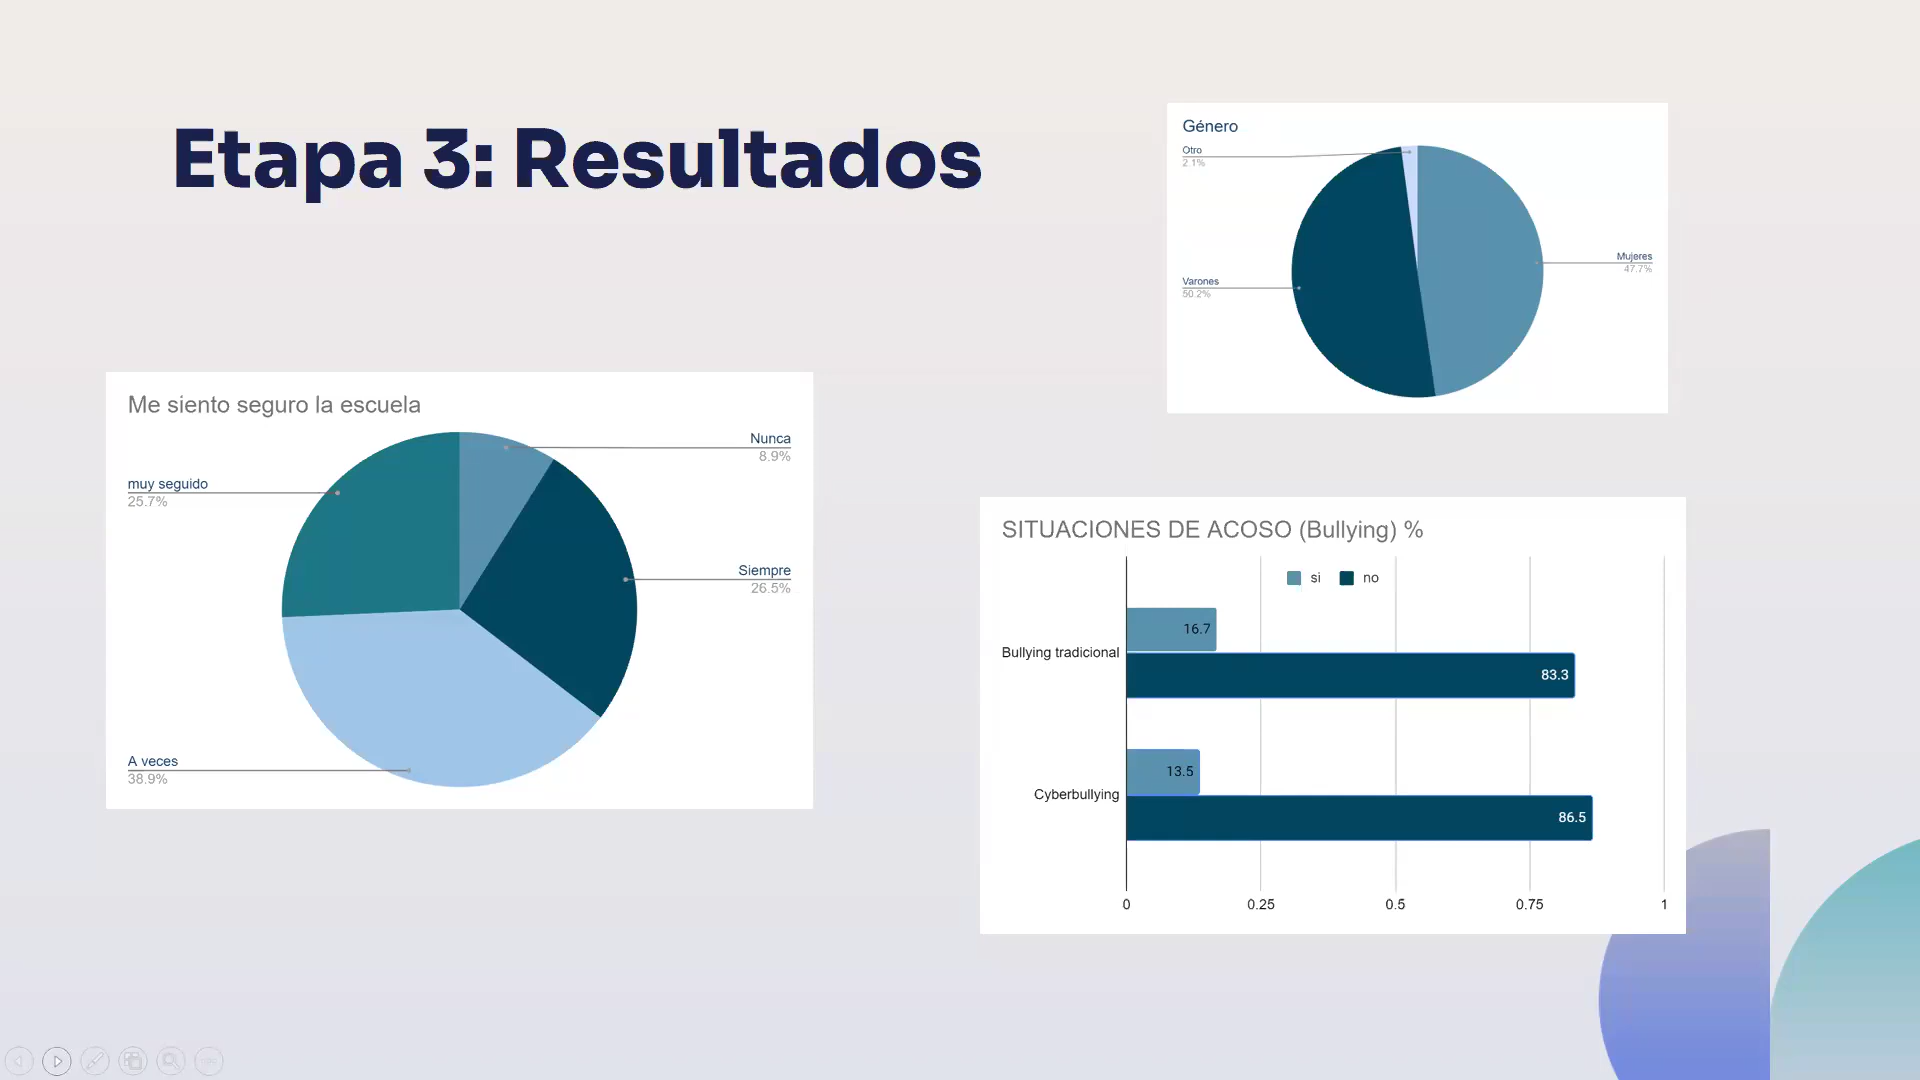 Etapa 3: Resultados
Género
Otro
2.1%
Mujeres
47.7%
Varones
50.2%
Me siento seguro la escuela
Nunca
8.9%
muy seguido
25.7%
Siempre
26.5%
A veces
38.9%
SITUACIONES DE ACOSO (Bullying) %
si no
16.7
Bullying tradicional
83.3
13.5
Cyberbullying
86.5
0 0.25 0.5 0.75 1